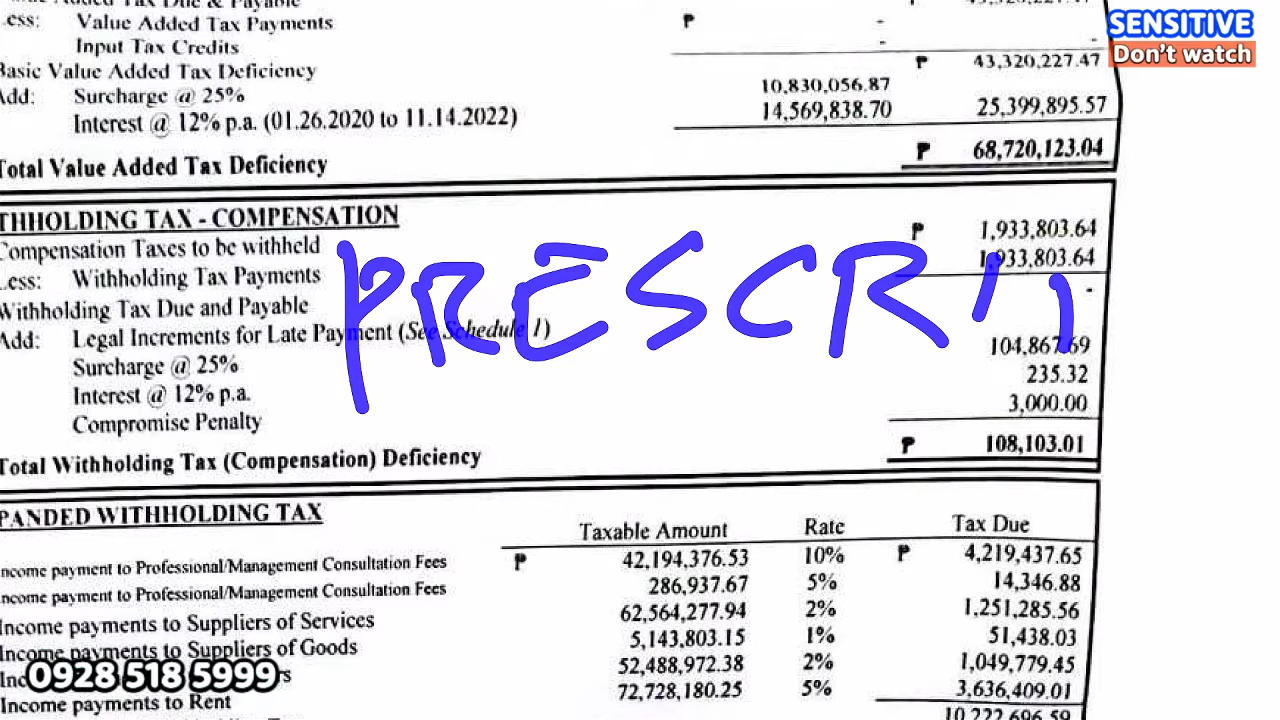 SENSITIVE
Don't watch
Added Tax Due & Payable
ess: Value Added Tax Payments ₱ -
Input Tax Credits - -
Basic Value Added Tax Deficiency ₱ 43,320,227.47
Add: Surcharge @ 25% 10,830,056.87
Interest @ 12% p.a. (01.26.2020 to 11.14.2022) 14,569,838.70 25,399,895.57
Total Value Added Tax Deficiency ₱ 68,720,123.04
THHOLDING TAX - COMPENSATION
Compensation Taxes to be withheld ₱ 1,933,803.64
Less: Withholding Tax Payments 1,933,803.64
Withholding Tax Due and Payable -
Add: Legal Increments for Late Payment (See Schedule 1)
Surcharge @ 25% 104,867.69
Interest @ 12% p.a. 235.32
Compromise Penalty 3,000.00
Total Withholding Tax (Compensation) Deficiency ₱ 108,103.01
PRESCRI
PANDED WITHHOLDING TAX
Taxable Amount Rate Tax Due
ncome payment to Professional/Management Consultation Fees ₱ 42,194,376.53 10% ₱ 4,219,437.65
ncome payment to Professional/Management Consultation Fees 286,937.67 5% 14,346.88
Income payments to Suppliers of Services 62,564,277.94 2% 1,251,285.56
Income payments to Suppliers of Goods 5,143,803.15 1% 51,438.03
52,488,972.38 2% 1,049,779.45
Income payments to Rent 72,728,180.25 5% 3,636,409.01
10,222,696.59
0928 518 5999